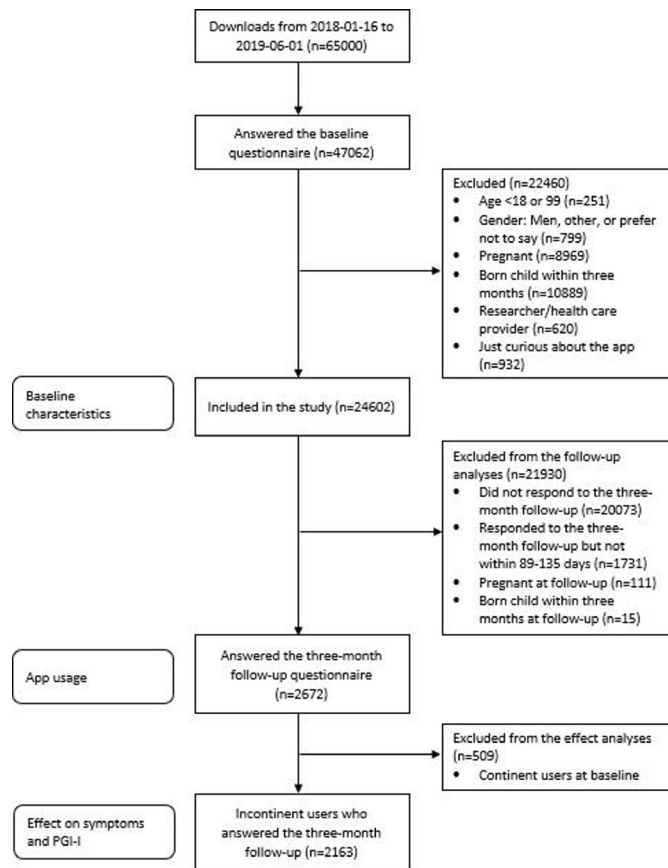 Downloads from 2018-01-16 to
2019-06-01 (n=65000)
Answered the baseline
questionnaire (n=47062)
Excluded (n=22460)
• Age <18 or 99 (n=251)
• Gender: Men, other, or prefer
not to say (n=799)
• Pregnant (n=8969)
• Born child within three
months (n=10889)
• Researcher/health care
provider (n=620)
• Just curious about the app
(n=932)
Baseline
characteristics
Included in the study (n=24602)
Excluded from the follow-up
analyses (n=21930)
• Did not respond to the three-
month follow-up (n=20073)
• Responded to the three-
month follow-up but not
within 89-135 days (n=1731)
• Pregnant at follow-up (n=111)
• Born child within three
months at follow-up (n=15)
App usage
Answered the three-month
follow-up questionnaire
(n=2672)
Excluded from the effect analyses
(n=509)
• Continent users at baseline
Effect on symptoms
and PGI-I
Incontinent users who
answered the three-month
follow-up (n=2163)